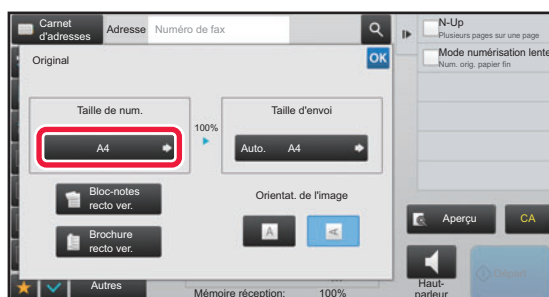 Carnet
d'adresses
Adresse
Numéro de fax
N-Up
Plusieurs pages sur une page
Mode numérisation lente
Num. orig. papier fin
Original
OK
Taille de num.
100%
Taille d'envoi
A4
Auto. A4
Bloc-notes
recto ver.
Orientat. de l'image
Brochure
recto ver.
A
A
Aperçu
CA
Autres
Mémoire réception: 100%
Haut-
parleur
Départ